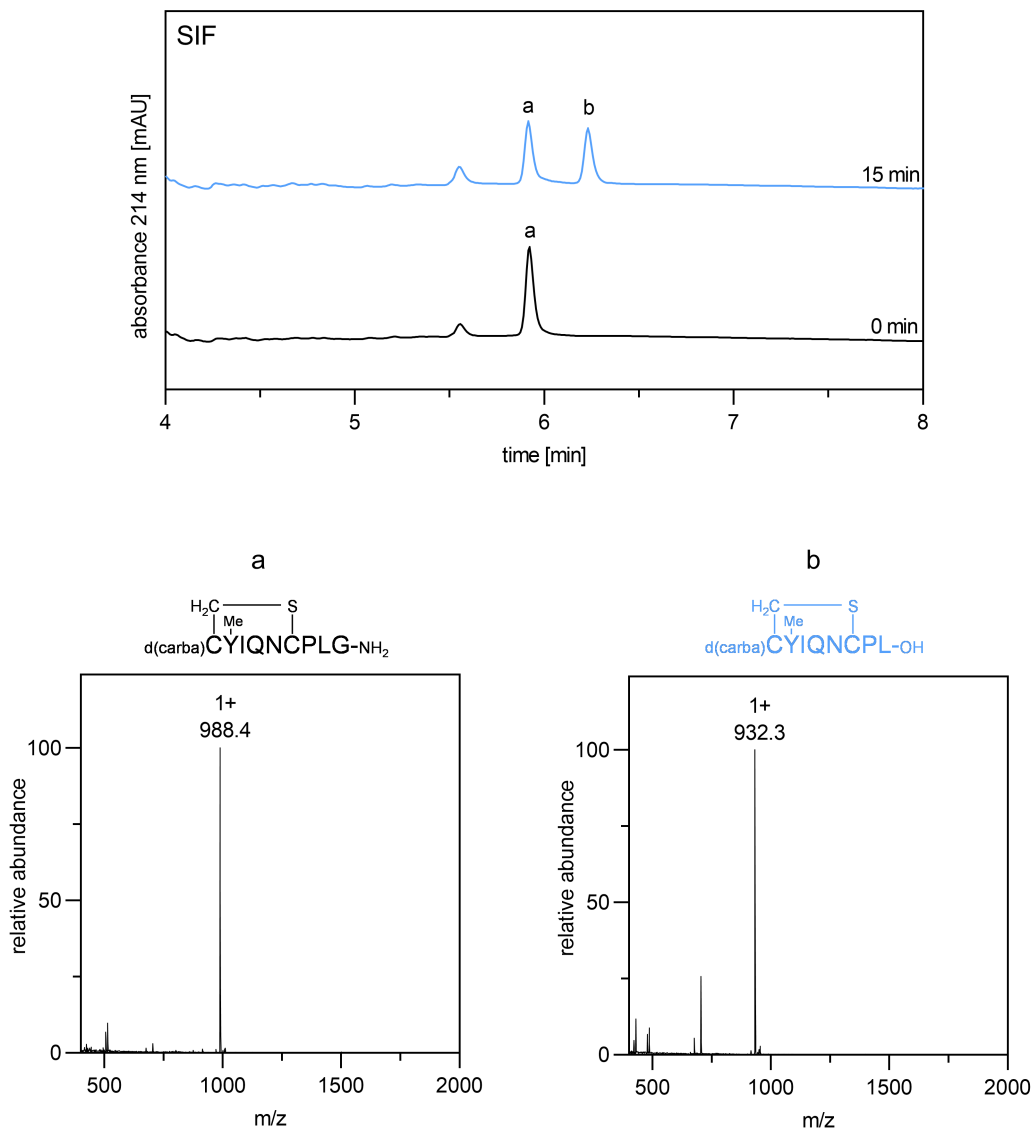 SIF
absorbance 214 nm [mAU]
a b
15 min
a
0 min
4 5 6 7 8
time [min]
a
H₂C S
Me
d(carba)CYIQNCPLG-NH₂
1+
988.4
relative abundance
100
50
0
500 1000 1500 2000
m/z
b
H₂C S
Me
d(carba)CYIQNCPL-OH
1+
932.3
relative abundance
100
50
0
500 1000 1500 2000
m/z